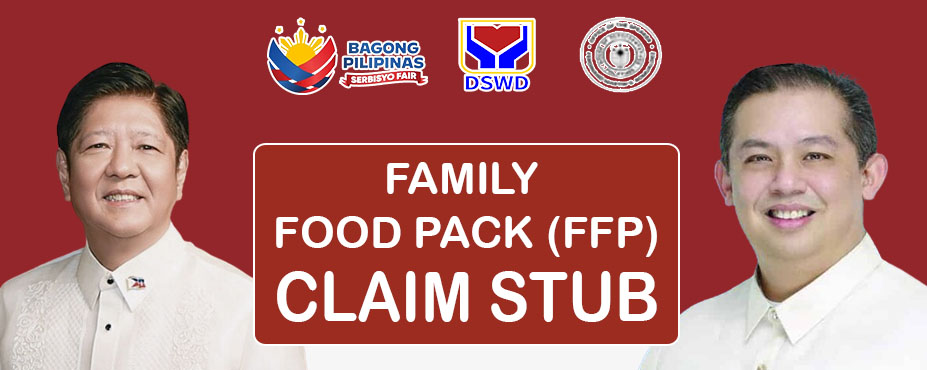 BAGONG
PILIPINAS
SERBISYO FAIR
DSWD
FAMILY
FOOD PACK (FFP)
CLAIM STUB